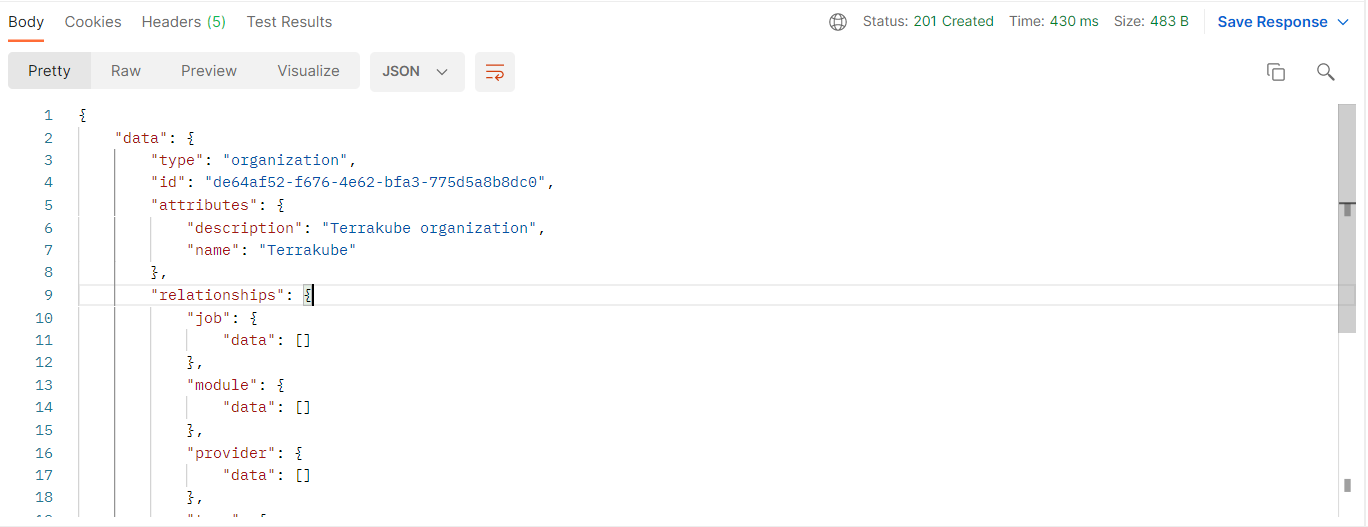 Body Cookies Headers (5) Test Results Status: 201 Created Time: 430 ms Size: 483 B Save Response
Pretty Raw Preview Visualize JSON
1 {
2 "data": {
3 "type": "organization",
4 "id": "de64af52-f676-4e62-bfa3-775d5a8b8dc0",
5 "attributes": {
6 "description": "Terrakube organization",
7 "name": "Terrakube"
8 },
9 "relationships": {
10 "job": {
11 "data": []
12 },
13 "module": {
14 "data": []
15 },
16 "provider": {
17 "data": []
18 },